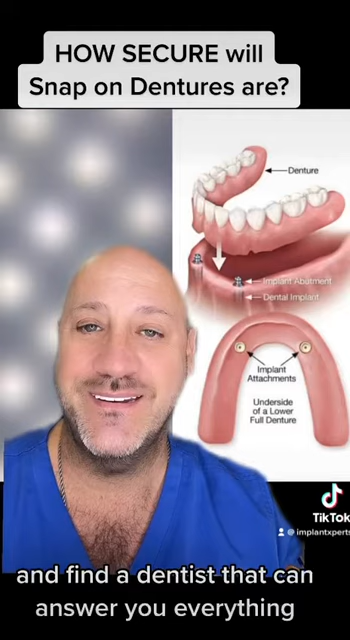 HOW SECURE will
Snap on Dentures are?
Denture
Implant Abutment
Dental Implant
Implant
Attachments
Underside
of a Lower
Full Denture
TikTok
@ implantxperts
and find a dentist that can
answer you everything